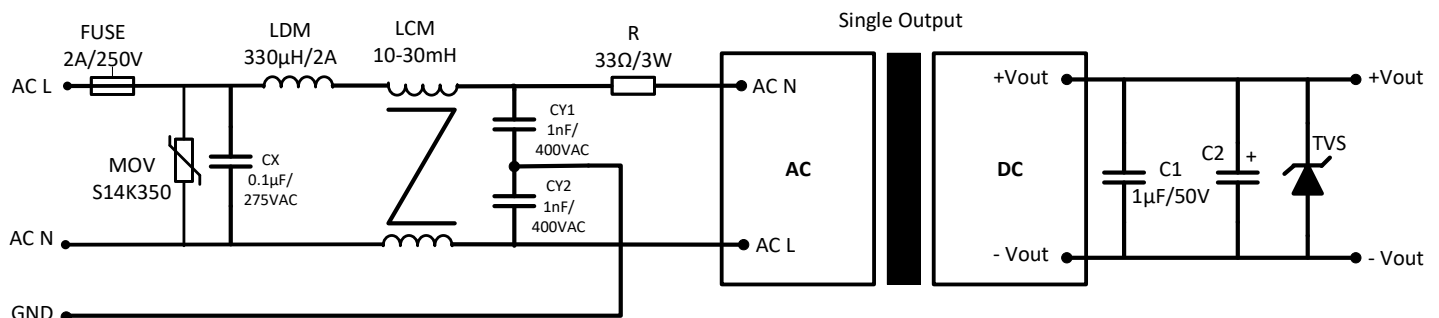 Single Output
FUSE
2A/250V
LDM
330µH/2A
LCM
10-30mH
R
33Ω/3W
AC L
AC N
+Vout
+Vout
MOV
S14K350
CX
0.1µF/
275VAC
CY1
1nF/
400VAC
CY2
1nF/
400VAC
AC
DC
C1
1µF/50V
C2
+
TVS
AC N
AC L
- Vout
- Vout
GND